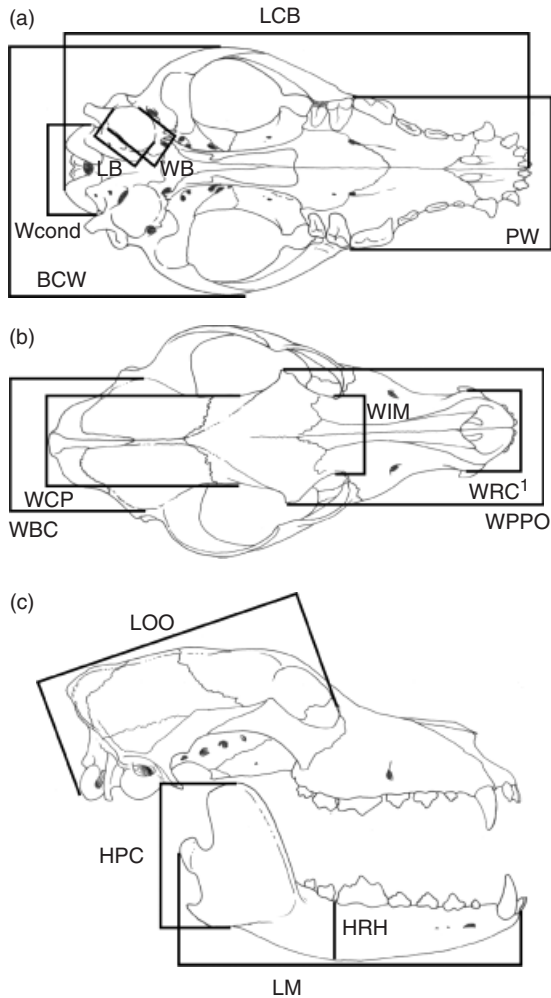 (a)
LCB
LB
WB
Wcond
PW
BCW
(b)
WIM
WCP
WRC¹
WBC
WPPO
(c)
LOO
HPC
HRH
LM